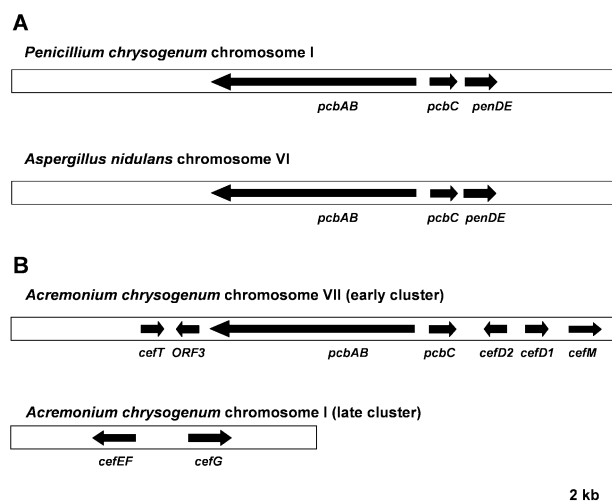 A
Penicillium chrysogenum chromosome I
pcbAB pcbC penDE
Aspergillus nidulans chromosome VI
pcbAB pcbC penDE
B
Acremonium chrysogenum chromosome VII (early cluster)
cefT ORF3 pcbAB pcbC cefD2 cefD1 cefM
Acremonium chrysogenum chromosome I (late cluster)
cefEF cefG
2 kb